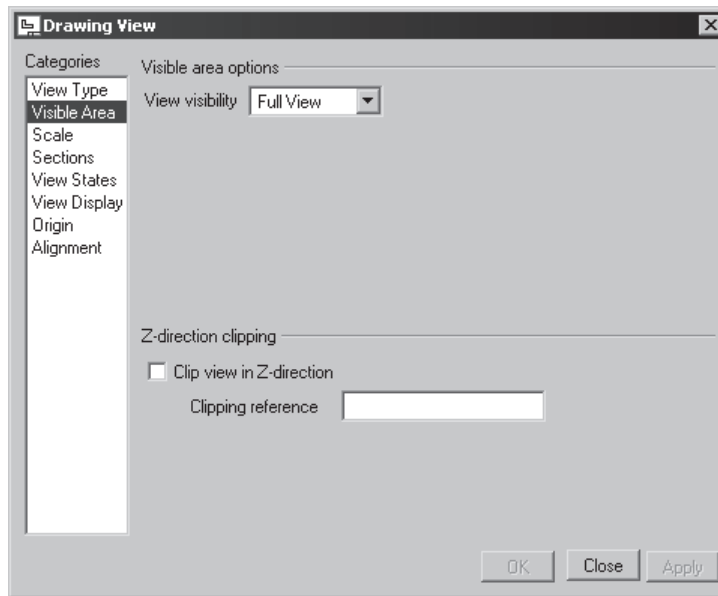 Drawing View
Categories
View Type
Visible Area
Scale
Sections
View States
View Display
Origin
Alignment
Visible area options
View visibility Full View
Z-direction clipping
Clip view in Z-direction
Clipping reference
OK Close Apply